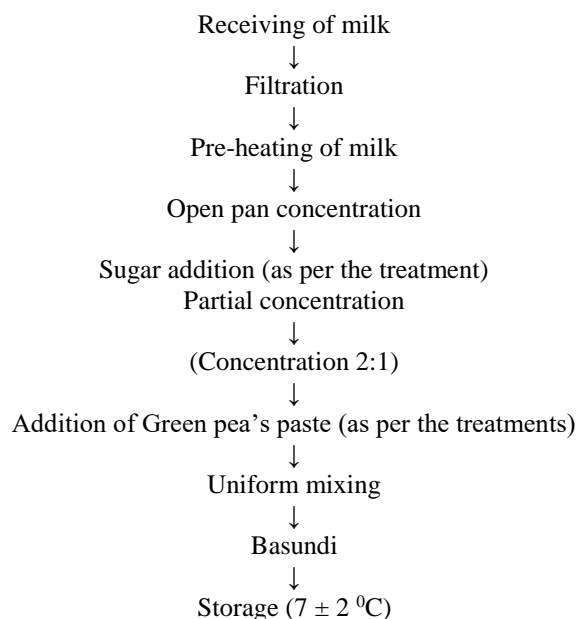 Receiving of milk
↓
Filtration
↓
Pre-heating of milk
↓
Open pan concentration
↓
Sugar addition (as per the treatment)
Partial concentration
↓
(Concentration 2:1)
↓
Addition of Green pea's paste (as per the treatments)
↓
Uniform mixing
↓
Basundi
↓
Storage (7 ± 2 ⁰C)